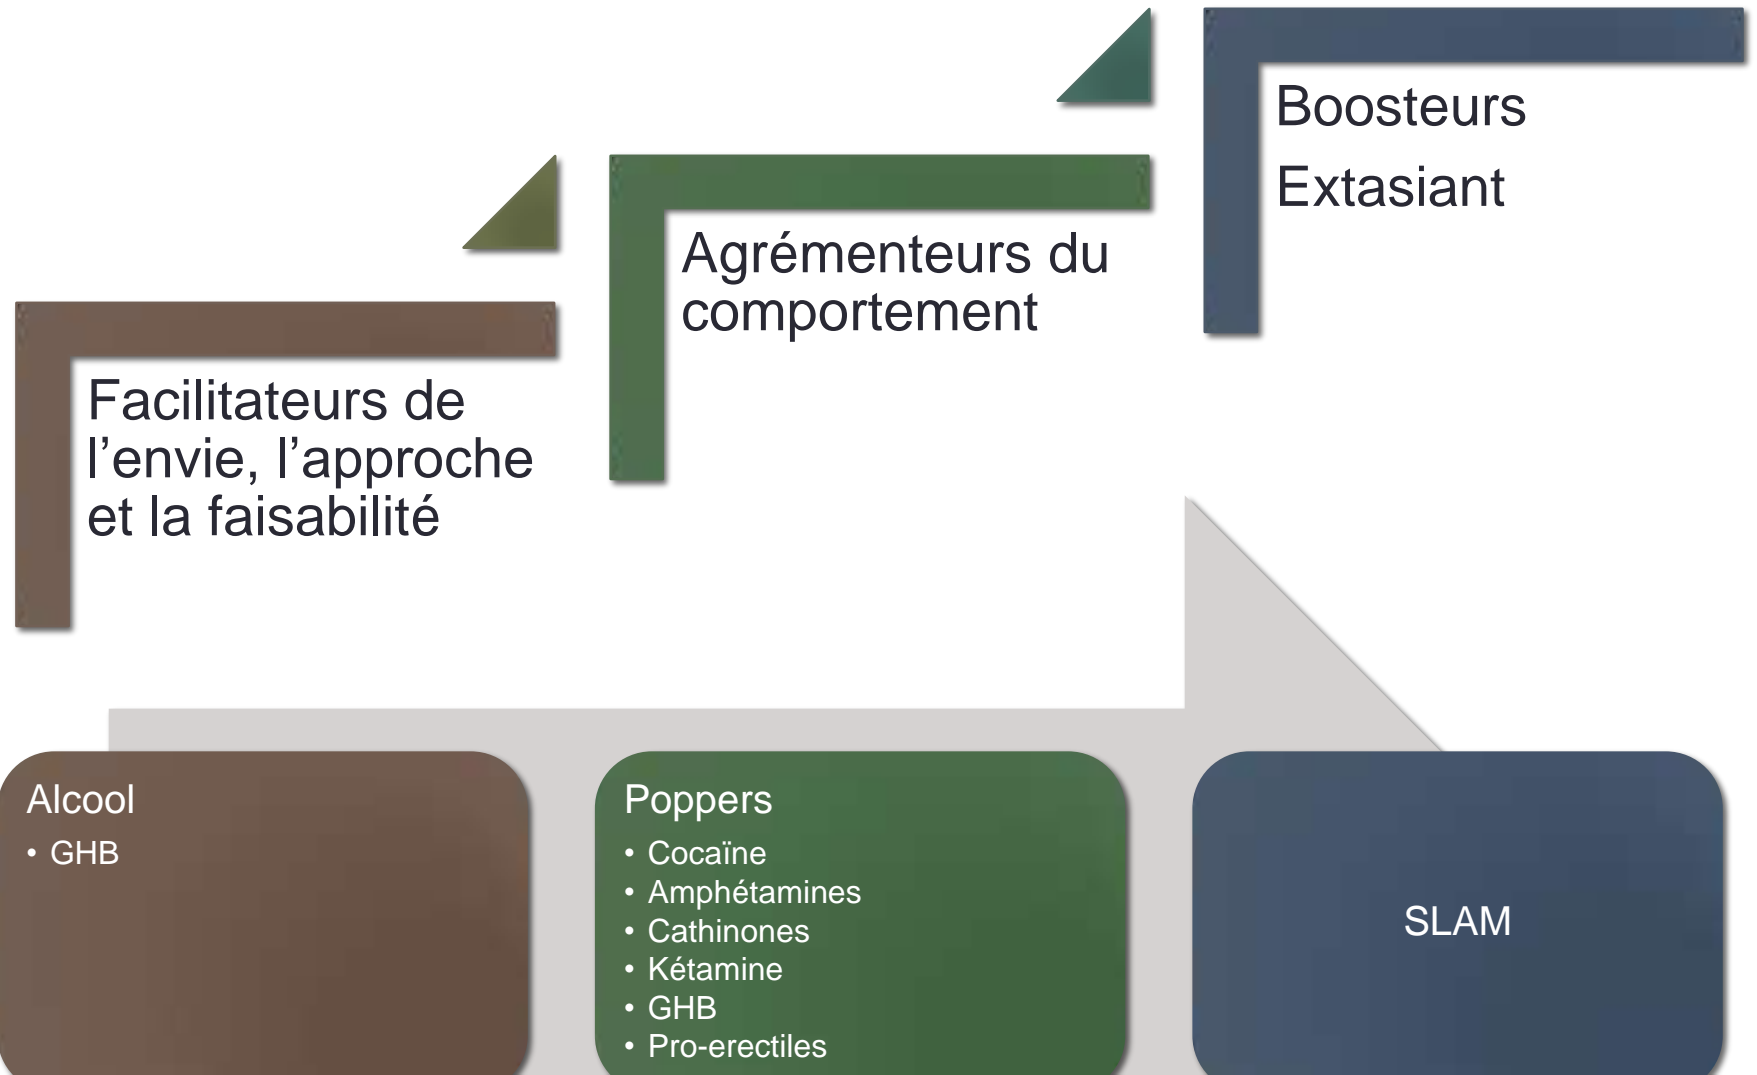 Facilitateurs de
l’envie, l’approche
et la faisabilité
Agrémenteurs du
comportement
Boosteurs
Extasiant
Alcool
• GHB
Poppers
• Cocaïne
• Amphétamines
• Cathinones
• Kétamine
• GHB
• Pro-erectiles
SLAM